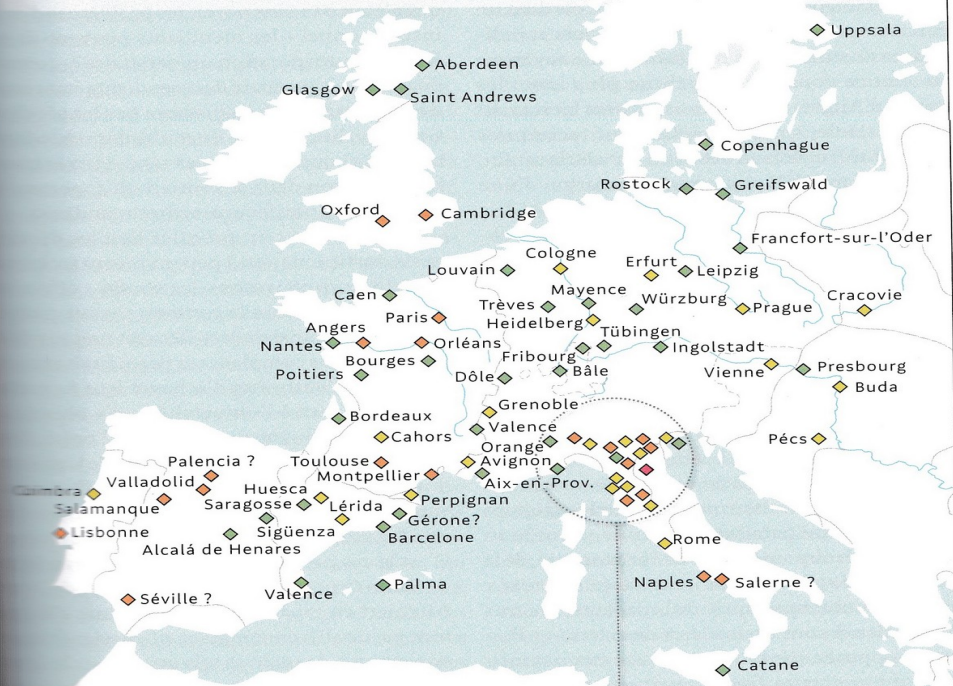 Uppsala
Aberdeen
Glasgow
Saint Andrews
Copenhague
Rostock
Greifswald
Oxford
Cambridge
Francfort-sur-l'Oder
Cologne
Erfurt
Louvain
Leipzig
Caen
Mayence
Trèves
Würzburg
Prague
Cracovie
Paris
Heidelberg
Angers
Tübingen
Nantes
Orléans
Ingolstadt
Fribourg
Bourges
Poitiers
Dôle
Bâle
Vienne
Presbourg
Buda
Grenoble
Bordeaux
Valence
Cahors
Orange
Pécs
Palencia ?
Toulouse
Avignon
Montpellier
Valladolid
Aix-en-Prov.
Coimbra
Huesca
Perpignan
Salamanque
Saragosse
Lérida
Gérone?
Lisbonne
Sigüenza
Barcelone
Rome
Alcalá de Henares
Naples
Salerne ?
Valence
Palma
Séville ?
Catane